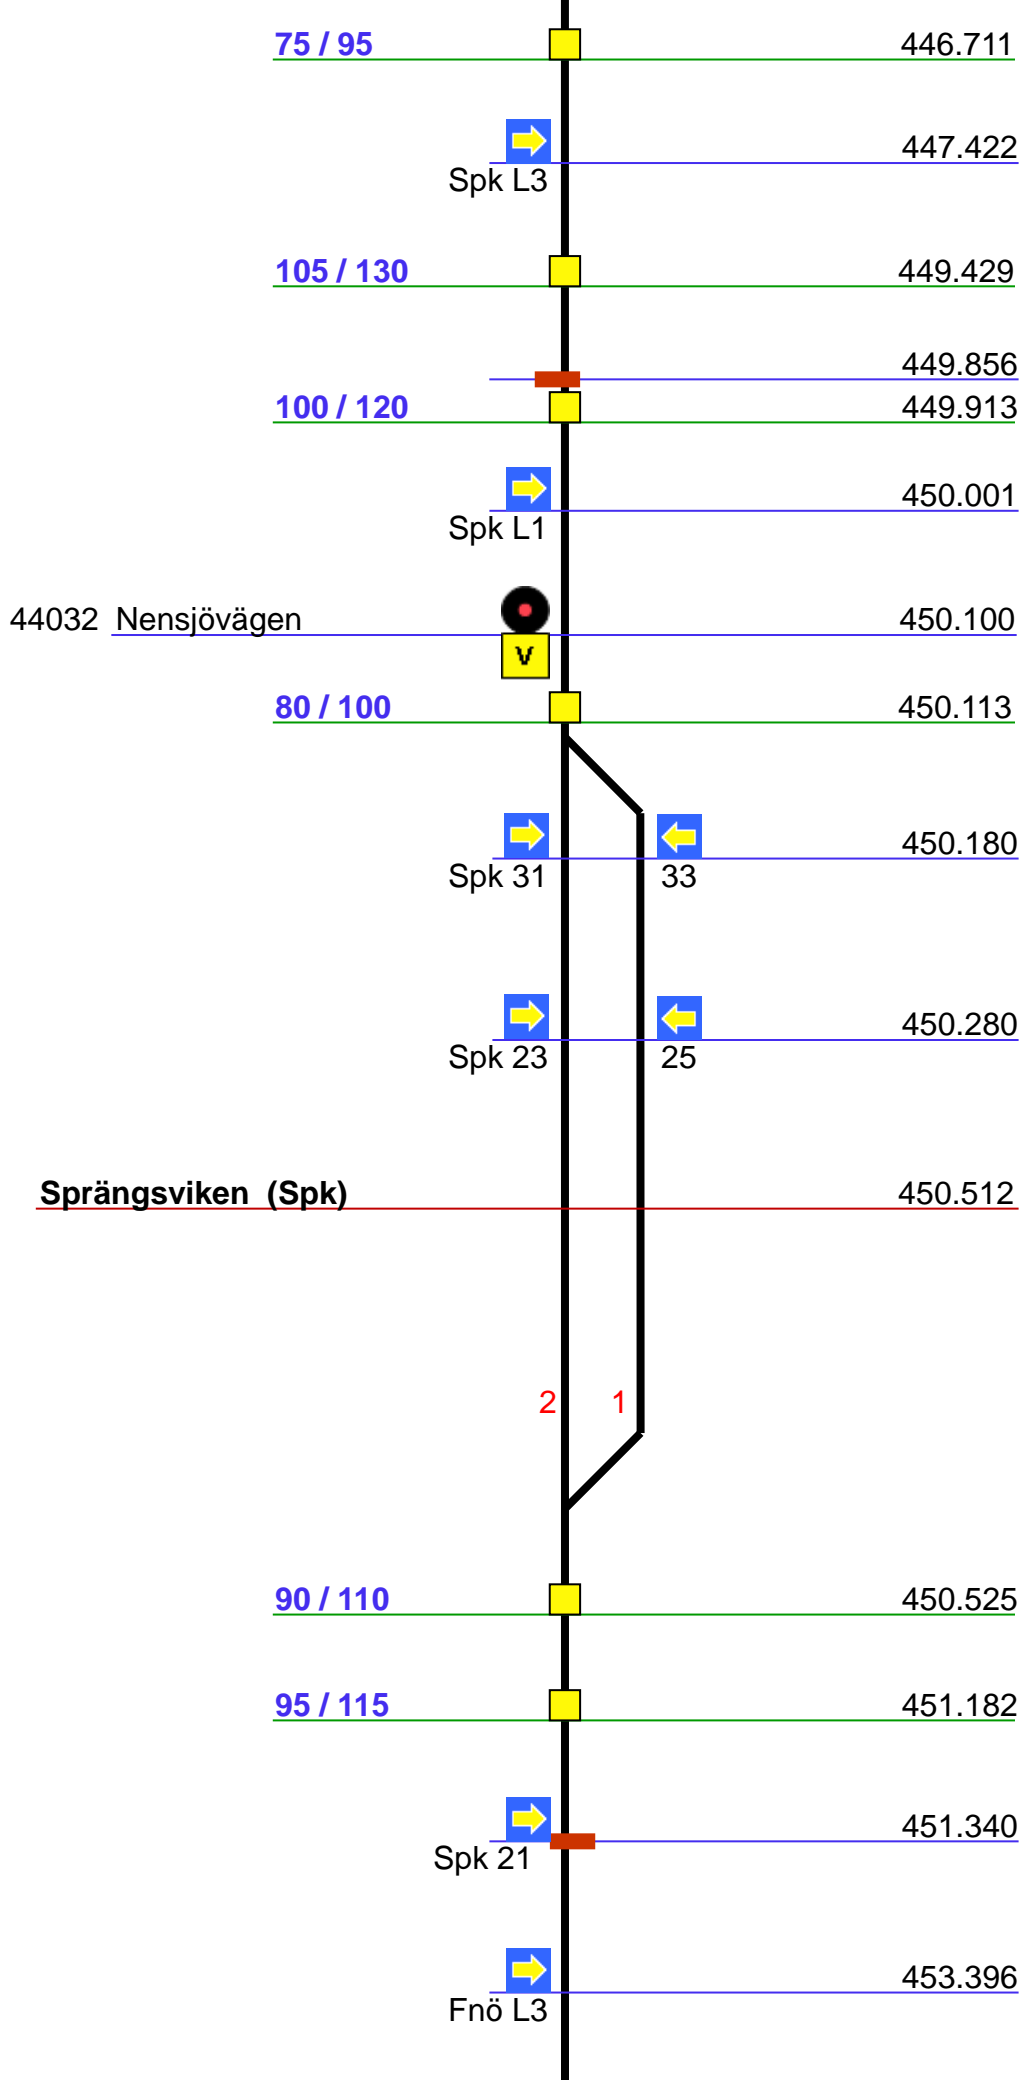 75 / 95 446.711
447.422
Spk L3
105 / 130 449.429
449.856
100 / 120 449.913
450.001
Spk L1
44032 Nensjövägen 450.100
V
80 / 100 450.113
450.180
Spk 31 33
450.280
Spk 23 25
Sprängsviken (Spk) 450.512
2 1
90 / 110 450.525
95 / 115 451.182
451.340
Spk 21
453.396
Fnö L3